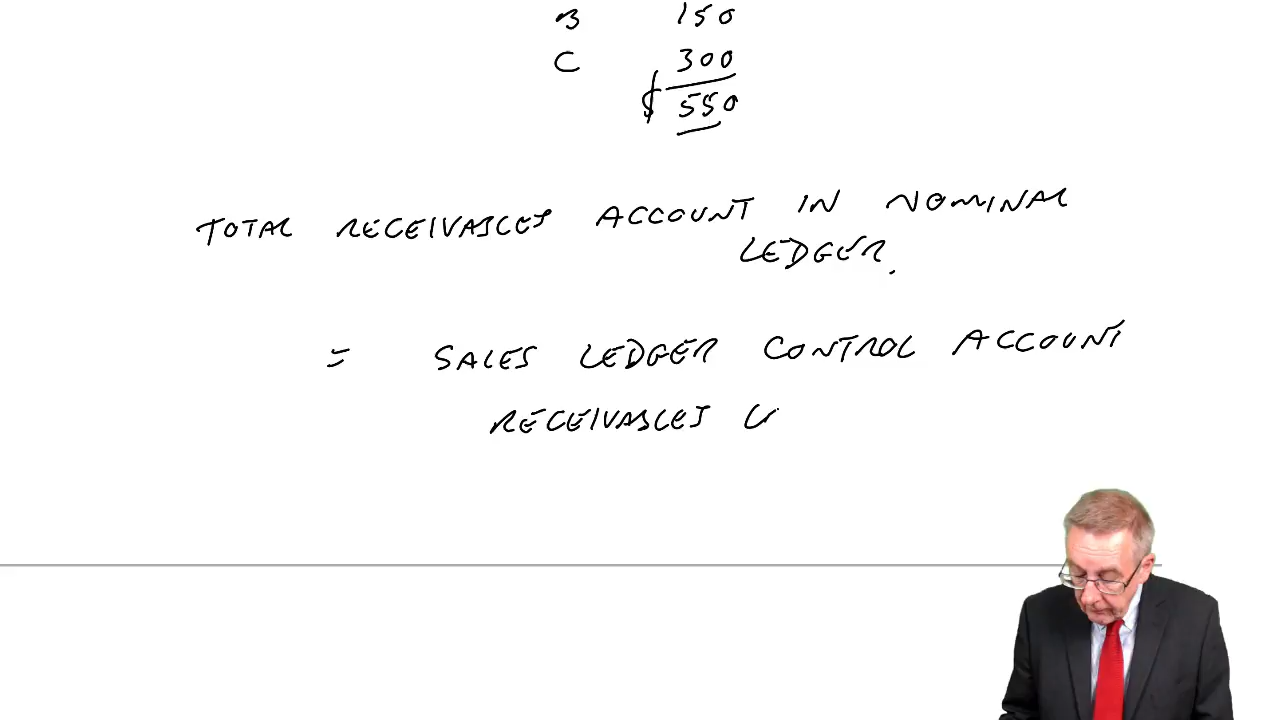 B 150
C 300
$ 550
TOTAL RECEIVABLES ACCOUNT IN NOMINAL
LEDGER.
= SALES LEDGER CONTROL ACCOUNT
RECEIVABLES